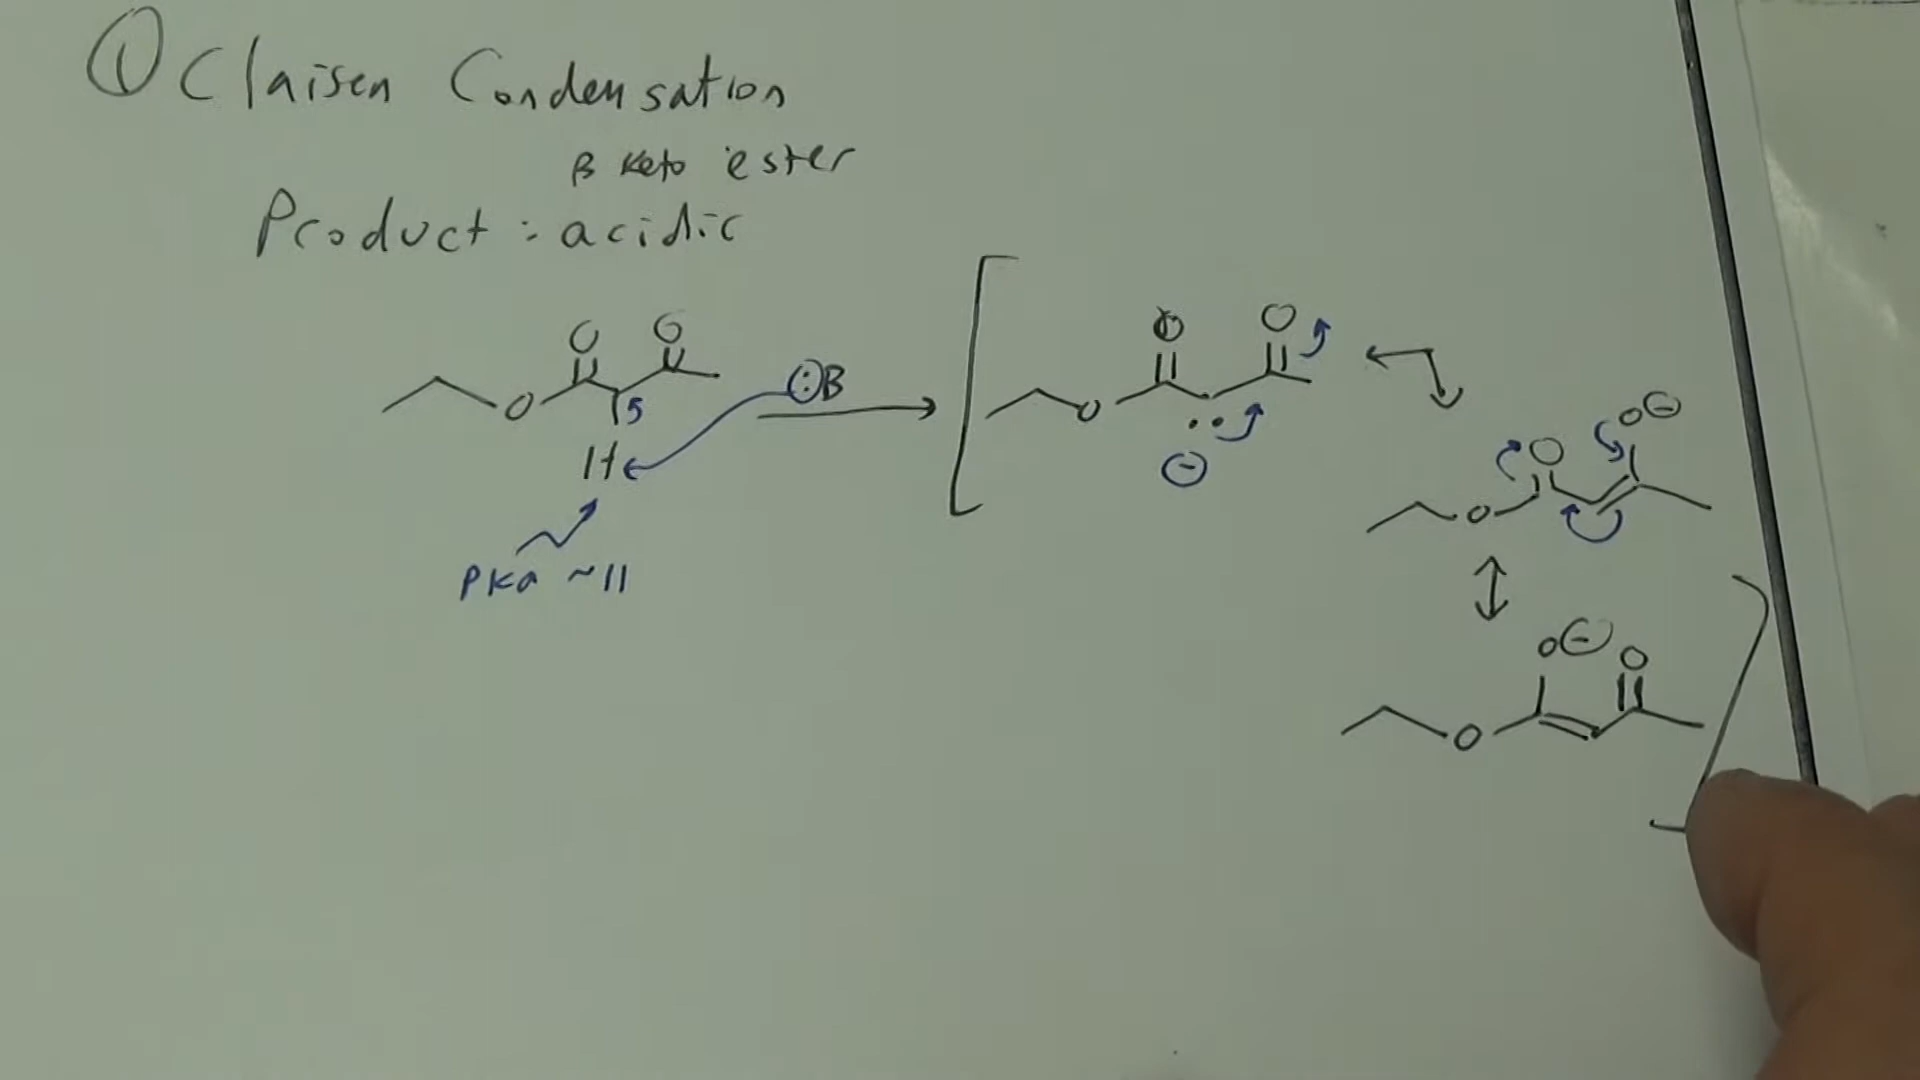 ① Claisen Condensation
β keto ester
Product : acidic
O O
:B
O
H
pKa ~11
O O
O
⊖
O⊖
O
O
O⊖ O
O